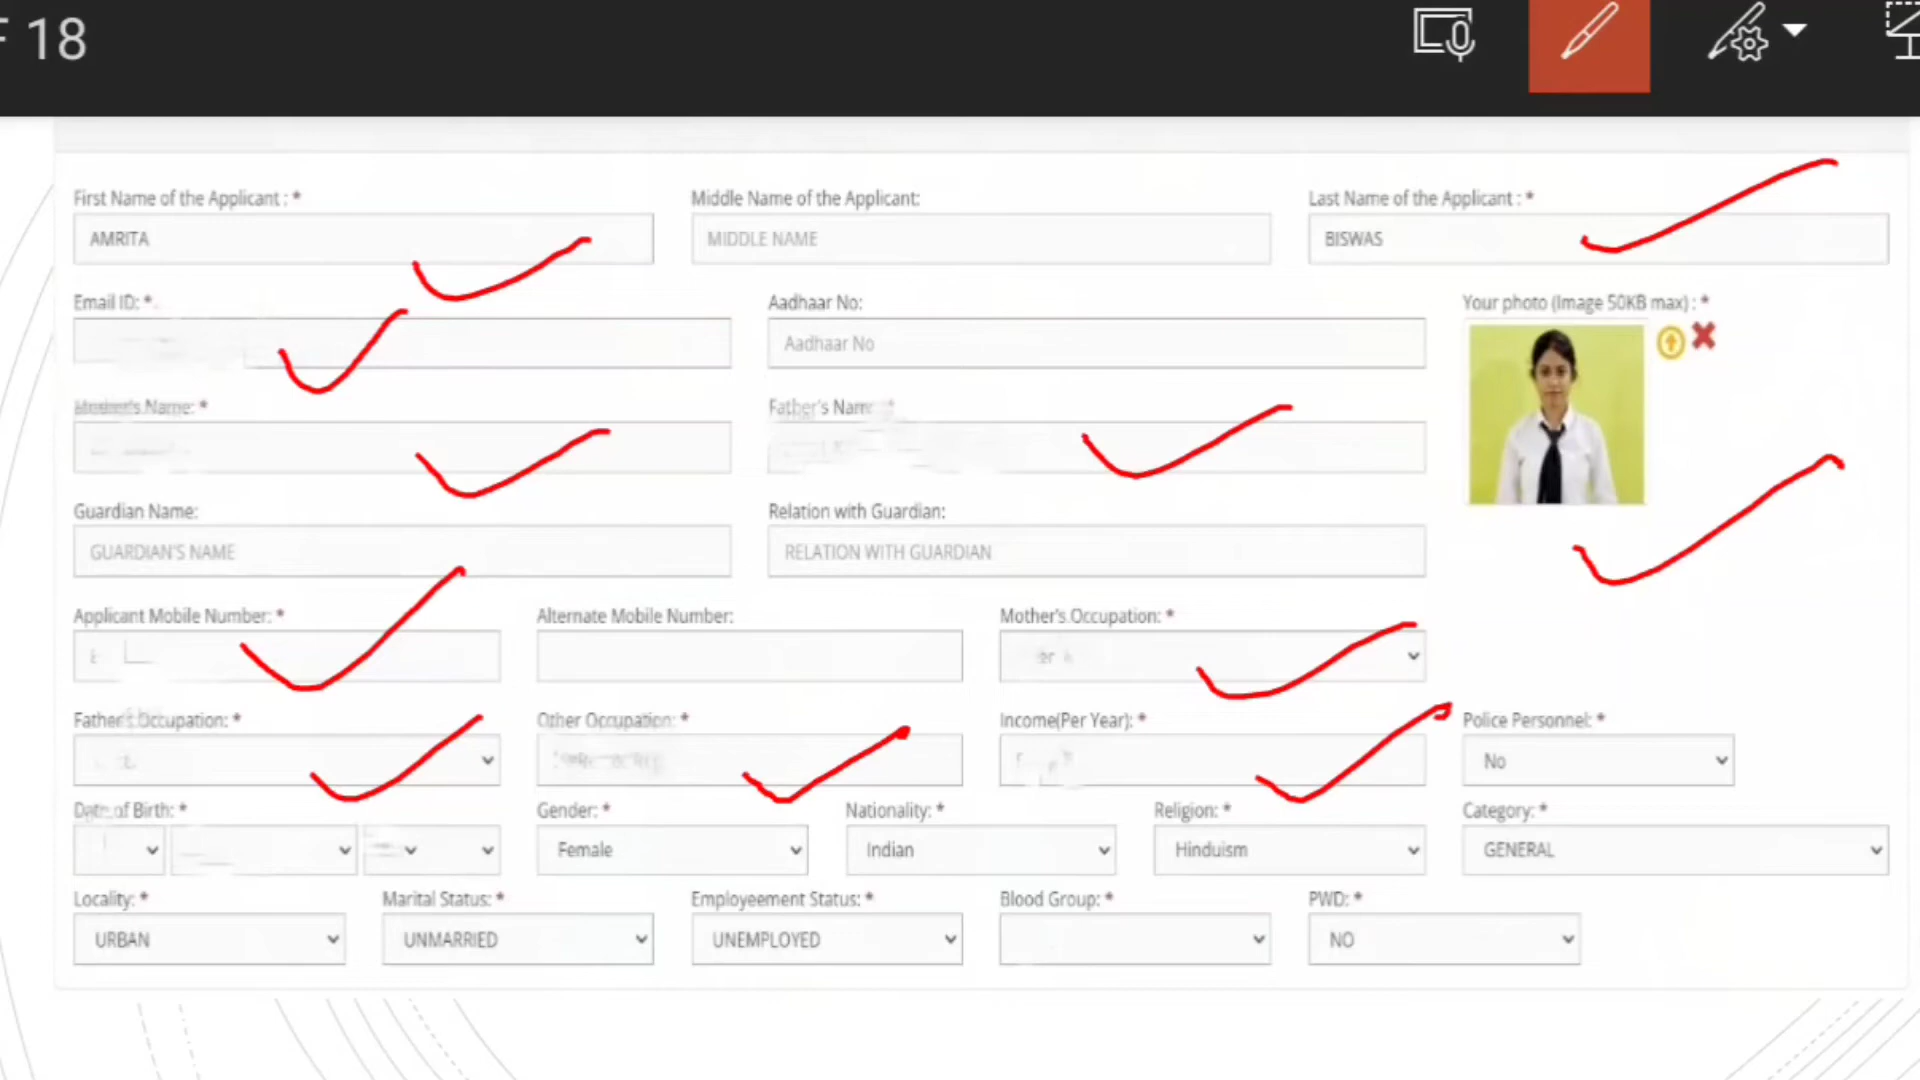 F 18
First Name of the Applicant : * Middle Name of the Applicant: Last Name of the Applicant : *
AMRITA MIDDLE NAME BISWAS
Email ID: * Aadhaar No: Your photo (Image 50KB max) : *
Aadhaar No
Mother's Name: * Father's Name
Guardian Name: Relation with Guardian:
GUARDIAN'S NAME RELATION WITH GUARDIAN
Applicant Mobile Number: * Alternate Mobile Number: Mother's Occupation: *
Father's Occupation: * Other Occupation: * Income(Per Year): * Police Personnel: *
No
Date of Birth: * Gender: * Nationality: * Religion: * Category: *
Female Indian Hinduism GENERAL
Locality: * Marital Status: * Employeement Status: * Blood Group: * PWD: *
URBAN UNMARRIED UNEMPLOYED NO